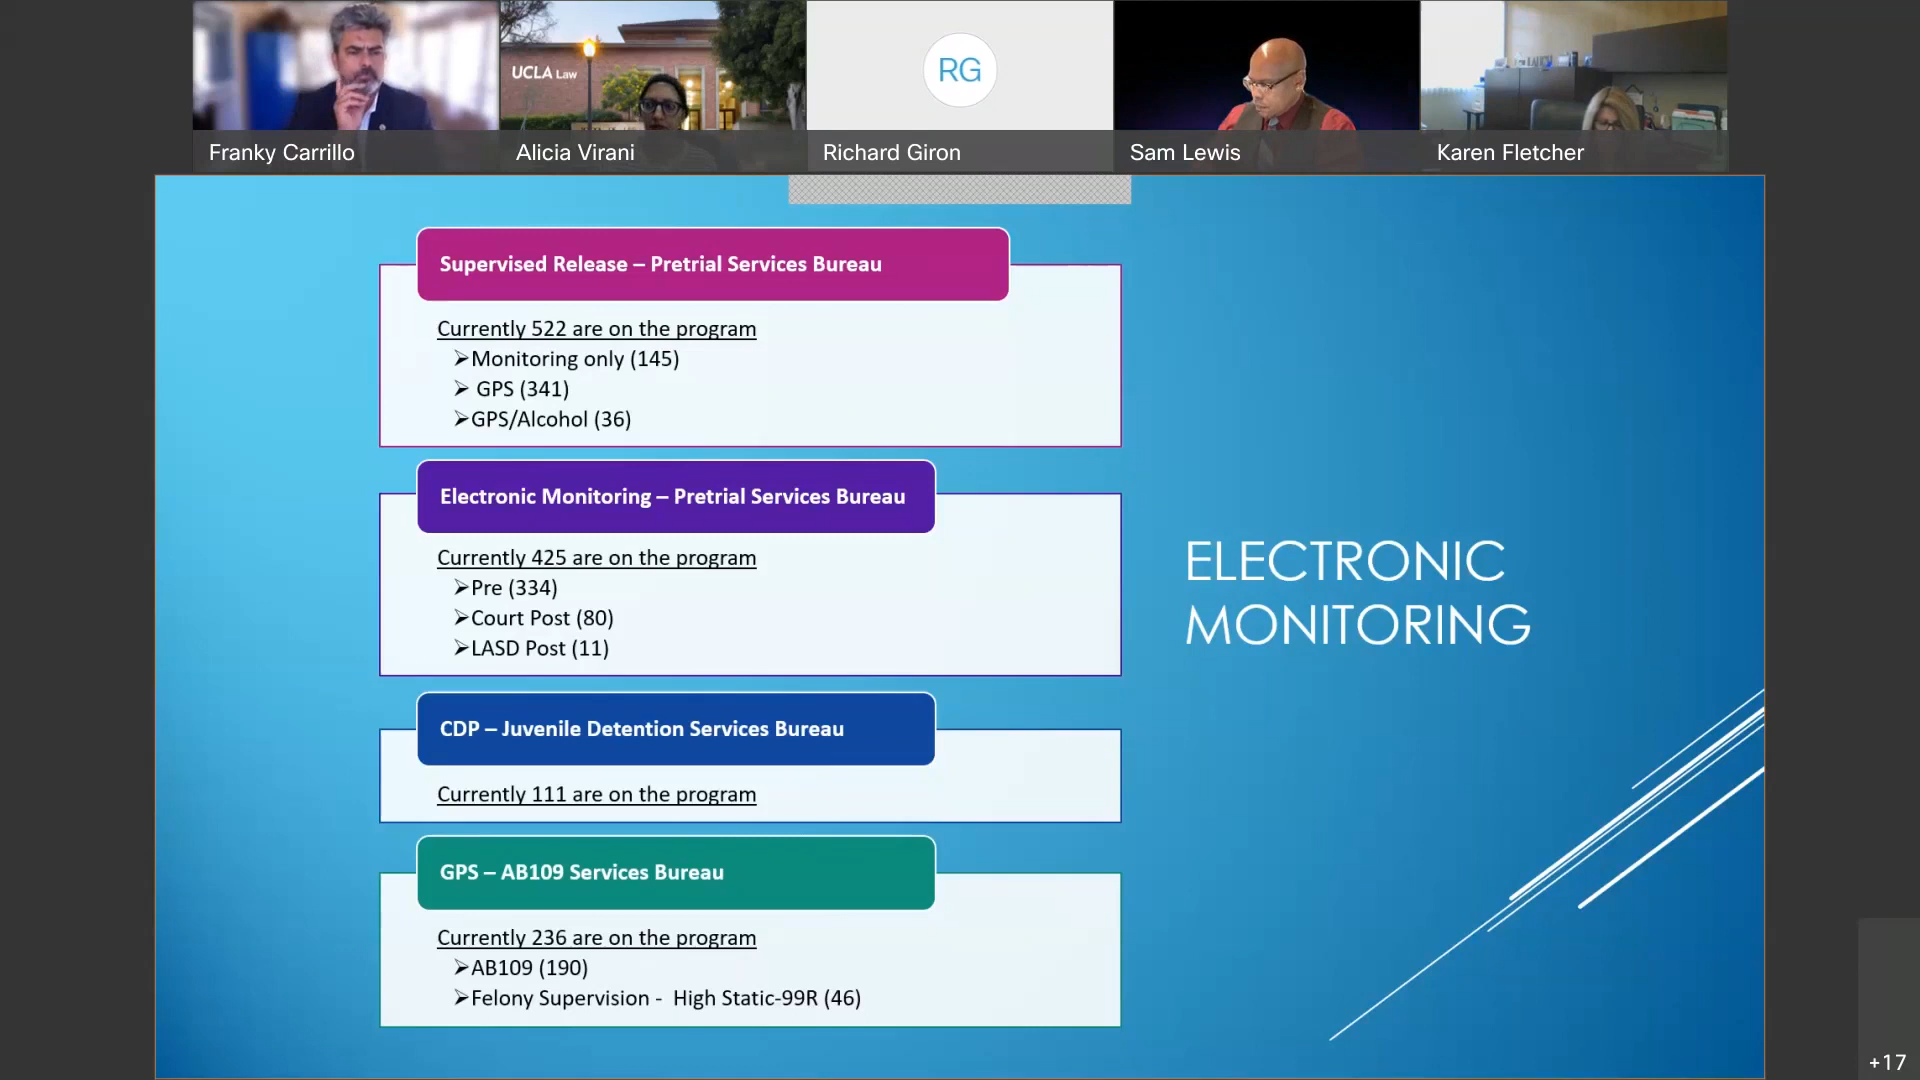 UCLA Law
RG
Franky Carrillo
Alicia Virani
Richard Giron
Sam Lewis
Karen Fletcher
Supervised Release – Pretrial Services Bureau
Currently 522 are on the program
➢Monitoring only (145)
➢ GPS (341)
➢GPS/Alcohol (36)
Electronic Monitoring – Pretrial Services Bureau
Currently 425 are on the program
➢Pre (334)
➢Court Post (80)
➢LASD Post (11)
CDP – Juvenile Detention Services Bureau
Currently 111 are on the program
GPS – AB109 Services Bureau
Currently 236 are on the program
➢AB109 (190)
➢Felony Supervision -  High Static-99R (46)
ELECTRONIC
MONITORING
+17